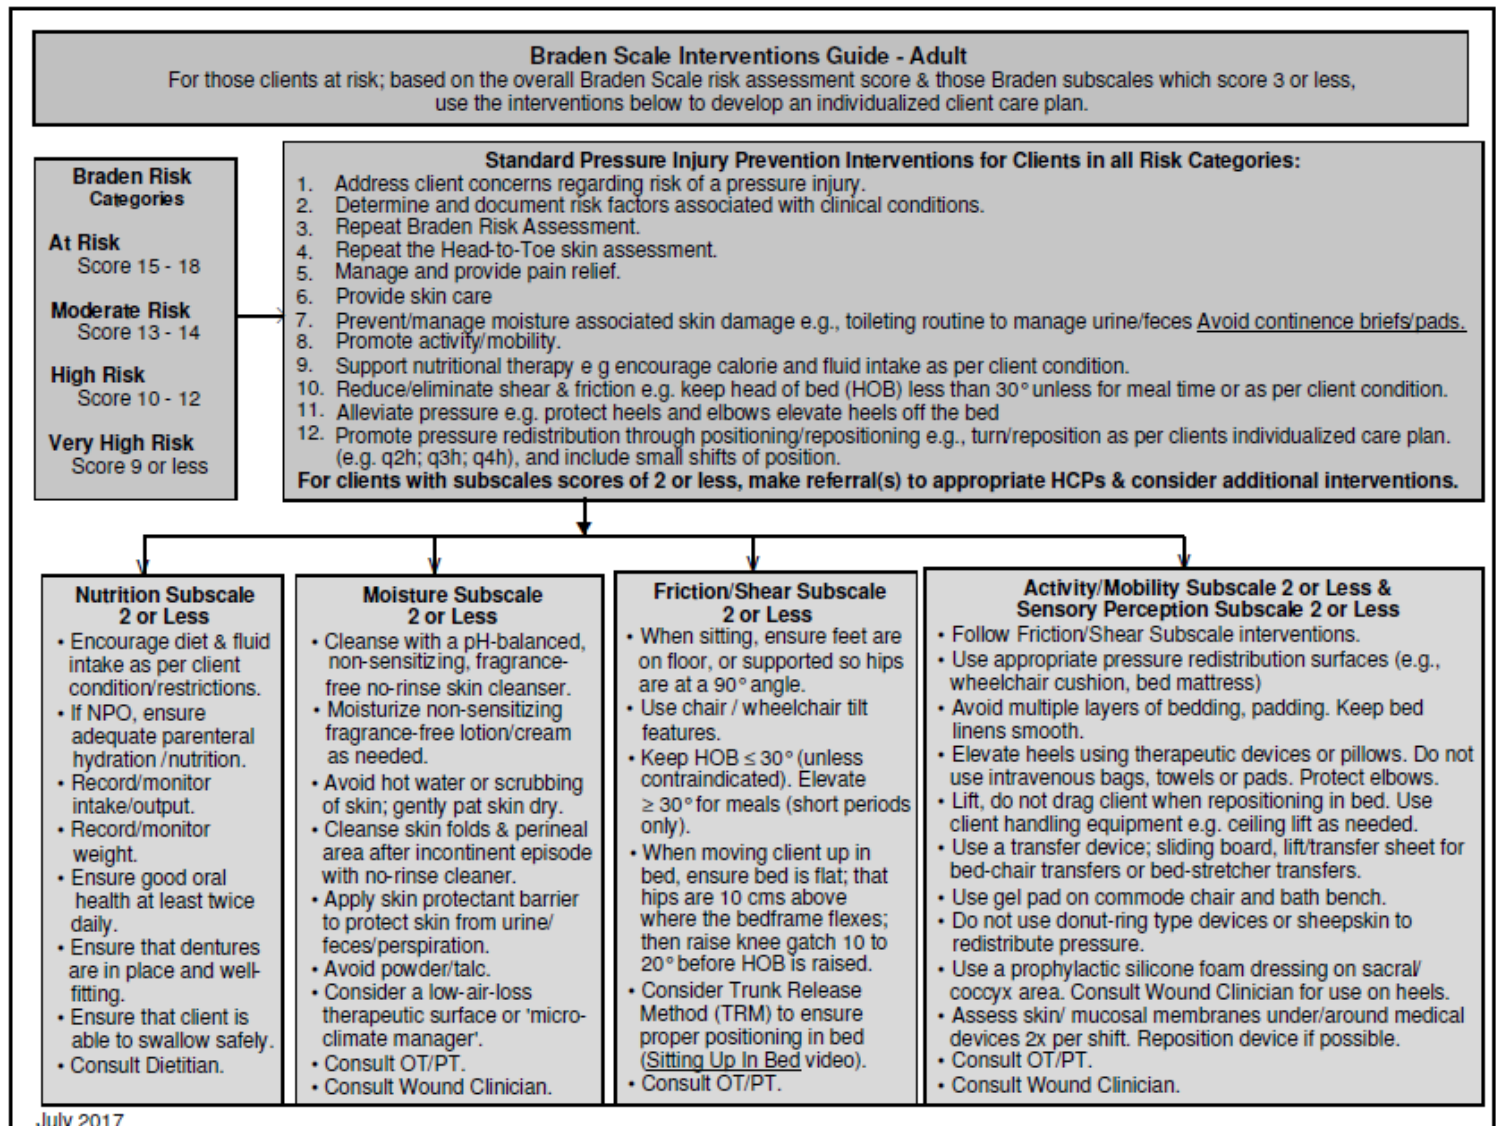 Braden Scale Interventions Guide - Adult
For those clients at risk; based on the overall Braden Scale risk assessment score & those Braden subscales which score 3 or less,
use the interventions below to develop an individualized client care plan.
Braden Risk
Categories
At Risk
Score 15 - 18
Moderate Risk
Score 13 - 14
High Risk
Score 10 - 12
Very High Risk
Score 9 or less
Standard Pressure Injury Prevention Interventions for Clients in all Risk Categories:
1. Address client concerns regarding risk of a pressure injury.
2. Determine and document risk factors associated with clinical conditions.
3. Repeat Braden Risk Assessment.
4. Repeat the Head-to-Toe skin assessment.
5. Manage and provide pain relief.
6. Provide skin care
7. Prevent/manage moisture associated skin damage e.g., toileting routine to manage urine/feces Avoid continence briefs/pads.
8. Promote activity/mobility.
9. Support nutritional therapy e g encourage calorie and fluid intake as per client condition.
10. Reduce/eliminate shear & friction e.g. keep head of bed (HOB) less than 30° unless for meal time or as per client condition.
11. Alleviate pressure e.g. protect heels and elbows elevate heels off the bed
12. Promote pressure redistribution through positioning/repositioning e.g., turn/reposition as per clients individualized care plan.
(e.g. q2h; q3h; q4h), and include small shifts of position.
For clients with subscales scores of 2 or less, make referral(s) to appropriate HCPs & consider additional interventions.
Nutrition Subscale
2 or Less
• Encourage diet & fluid
intake as per client
condition/restrictions.
• If NPO, ensure
adequate parenteral
hydration /nutrition.
• Record/monitor
intake/output.
• Record/monitor
weight.
• Ensure good oral
health at least twice
daily.
• Ensure that dentures
are in place and well-
fitting.
• Ensure that client is
able to swallow safely.
• Consult Dietitian.
Moisture Subscale
2 or Less
• Cleanse with a pH-balanced,
non-sensitizing, fragrance-
free no-rinse skin cleanser.
• Moisturize non-sensitizing
fragrance-free lotion/cream
as needed.
• Avoid hot water or scrubbing
of skin; gently pat skin dry.
• Cleanse skin folds & perineal
area after incontinent episode
with no-rinse cleaner.
• Apply skin protectant barrier
to protect skin from urine/
feces/perspiration.
• Avoid powder/talc.
• Consider a low-air-loss
therapeutic surface or 'micro-
climate manager'.
• Consult OT/PT.
• Consult Wound Clinician.
Friction/Shear Subscale
2 or Less
• When sitting, ensure feet are
on floor, or supported so hips
are at a 90° angle.
• Use chair / wheelchair tilt
features.
• Keep HOB ≤ 30° (unless
contraindicated). Elevate
≥ 30° for meals (short periods
only).
• When moving client up in
bed, ensure bed is flat; that
hips are 10 cms above
where the bedframe flexes;
then raise knee gatch 10 to
20° before HOB is raised.
• Consider Trunk Release
Method (TRM) to ensure
proper positioning in bed
(Sitting Up In Bed video).
• Consult OT/PT.
Activity/Mobility Subscale 2 or Less &
Sensory Perception Subscale 2 or Less
• Follow Friction/Shear Subscale interventions.
• Use appropriate pressure redistribution surfaces (e.g.,
wheelchair cushion, bed mattress)
• Avoid multiple layers of bedding, padding. Keep bed
linens smooth.
• Elevate heels using therapeutic devices or pillows. Do not
use intravenous bags, towels or pads. Protect elbows.
• Lift, do not drag client when repositioning in bed. Use
client handling equipment e.g. ceiling lift as needed.
• Use a transfer device; sliding board, lift/transfer sheet for
bed-chair transfers or bed-stretcher transfers.
• Use gel pad on commode chair and bath bench.
• Do not use donut-ring type devices or sheepskin to
redistribute pressure.
• Use a prophylactic silicone foam dressing on sacral/
coccyx area. Consult Wound Clinician for use on heels.
• Assess skin/ mucosal membranes under/around medical
devices 2x per shift. Reposition device if possible.
• Consult OT/PT.
• Consult Wound Clinician.
July 2017